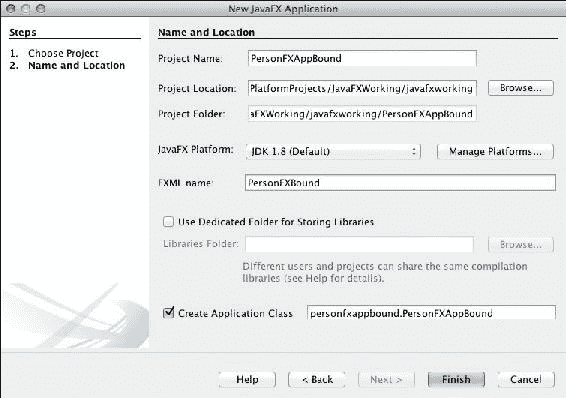 New JavaFX Application
Steps
1. Choose Project
2. Name and Location
Name and Location
Project Name: PersonFXAppBound
Project Location: PlatformProjects/JavaFXWorking/javafxworking Browse...
Project Folder: aFXWorking/javafxworking/PersonFXAppBound
JavaFX Platform: JDK 1.8 (Default) Manage Platforms...
FXML name: PersonFXBound
Use Dedicated Folder for Storing Libraries
Libraries Folder: Browse...
Different users and projects can share the same compilation
libraries (see Help for details).
Create Application Class personfxappbound.PersonFXAppBound
Help < Back Next > Finish Cancel